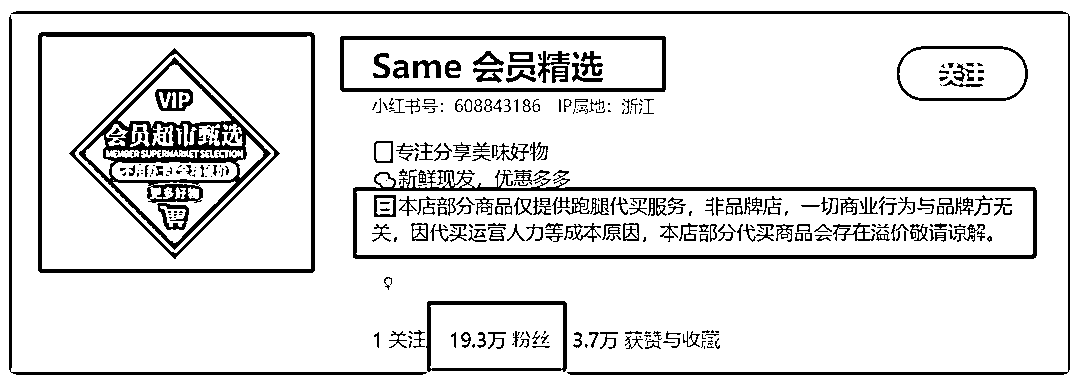 VIP
会员超市甄选
MEMBER SUPERMARKET SELECTION
Same 会员精选
关注
小红书号：608843186 IP属地：浙江
专注分享美味好物
新鲜现发，优惠多多
本店部分商品仅提供跑腿代买服务，非品牌店，一切商业行为与品牌方无
关，因代买运营人力等成本原因，本店部分代买商品会存在溢价敬请谅解。
♀
1 关注 19.3万 粉丝 3.7万 获赞与收藏